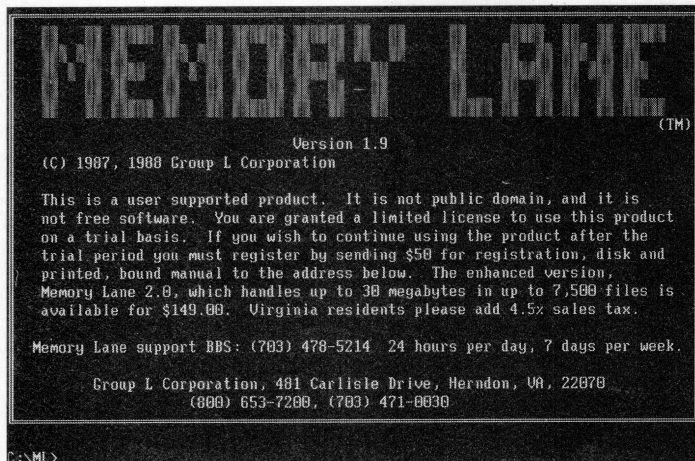 MEMORY LANE
(TM)
Version 1.9
(C) 1987, 1988 Group L Corporation
This is a user supported product.  It is not public domain, and it is
not free software.  You are granted a limited license to use this product
on a trial basis.  If you wish to continue using the product after the
trial period you must register by sending $50 for registration, disk and
printed, bound manual to the address below.  The enhanced version,
Memory Lane 2.0, which handles up to 30 megabytes in up to 7,500 files is
available for $149.00.  Virginia residents please add 4.5% sales tax.
Memory Lane support BBS: (703) 478-5214  24 hours per day, 7 days per week.
Group L Corporation, 481 Carlisle Drive, Herndon, VA, 22070
(800) 653-7200, (703) 471-0030
C:\ML>